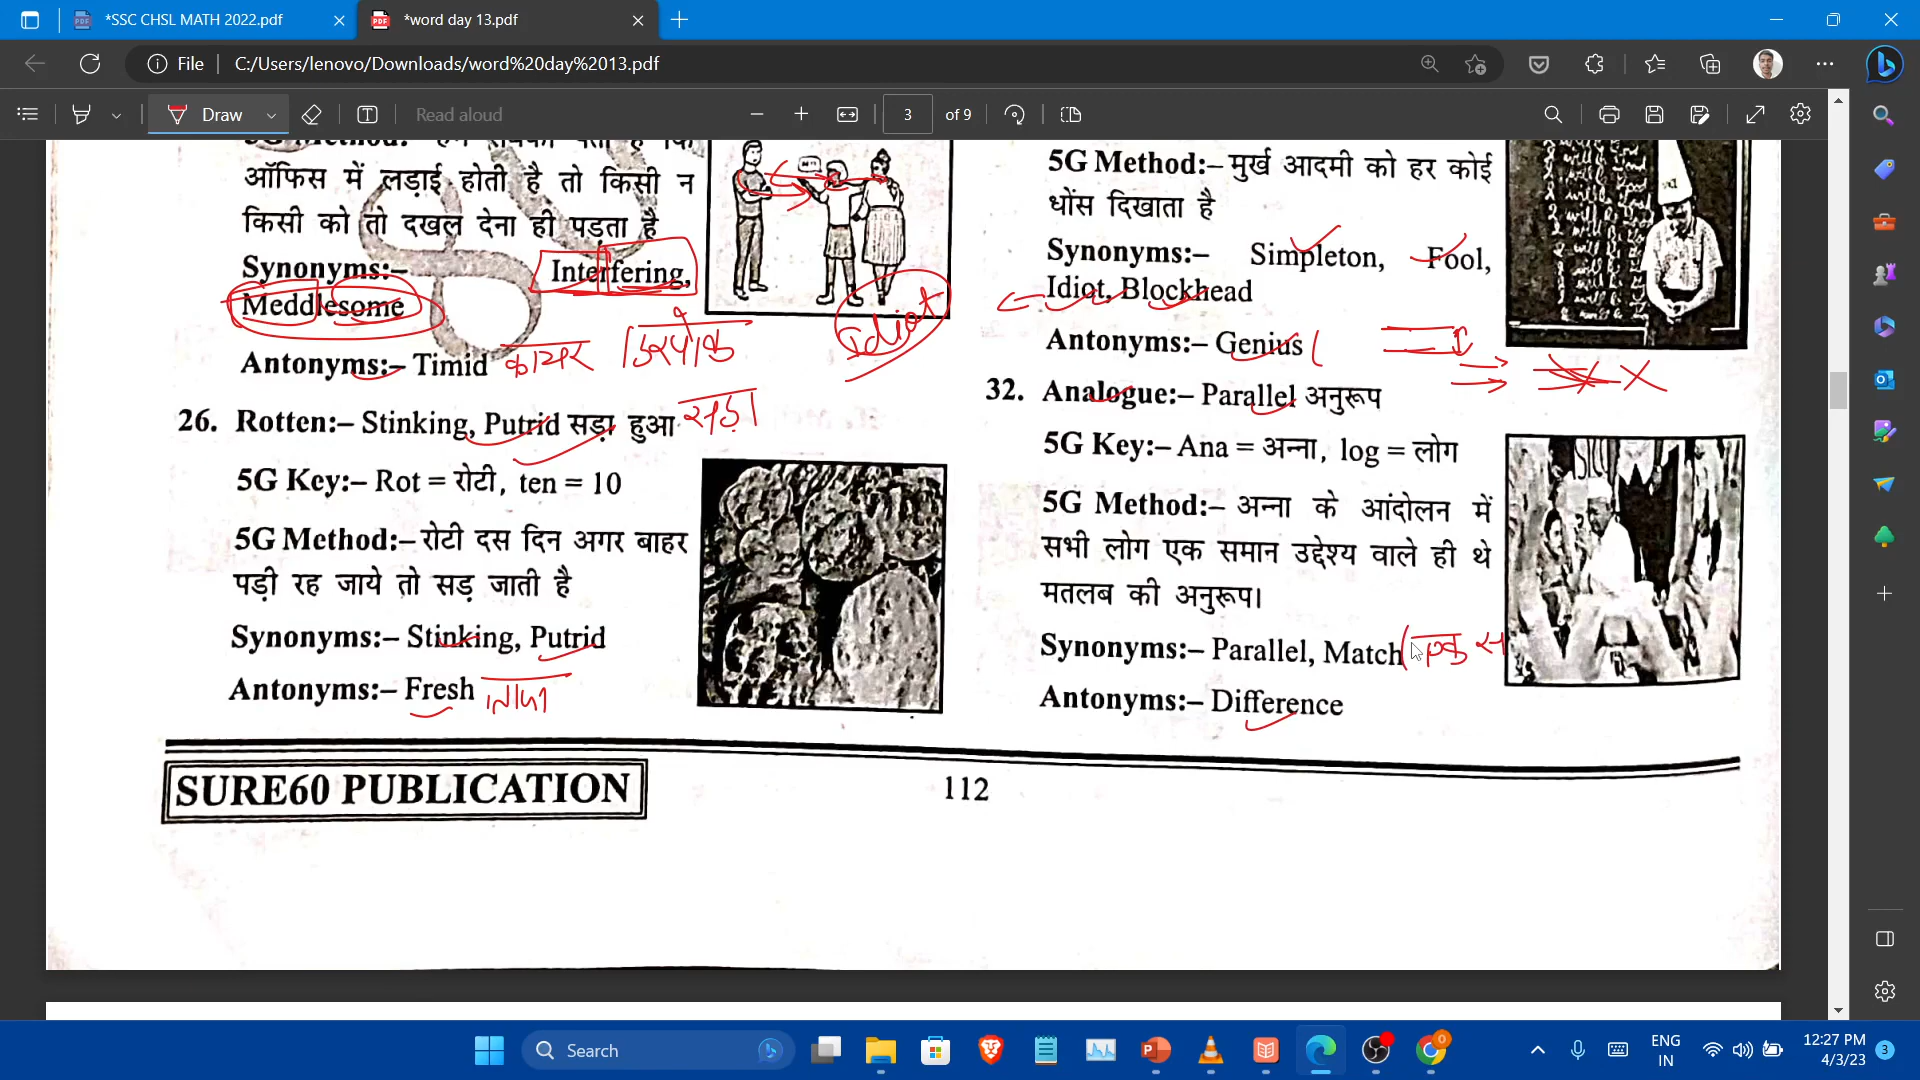 *SSC CHSL MATH 2022.pdf
*word day 13.pdf
File
C:/Users/lenovo/Downloads/word%20day%2013.pdf
Draw
Read aloud
3 of 9
ऑफिस में लड़ाई होती है तो किसी न
किसी को तो दखल देना ही पड़ता है
Synonyms:– Interfering,
Meddlesome
Idiot
Antonyms:– Timid कायर डरपोक
26. Rotten:– Stinking, Putrid सड़ा हुआ सड़ा
5G Key:– Rot = रोटी, ten = 10
5G Method:– रोटी दस दिन अगर बाहर
पड़ी रह जाये तो सड़ जाती है
Synonyms:– Stinking, Putrid
Antonyms:– Fresh
5G Method:– मुर्ख आदमी को हर कोई
धोंस दिखाता है
Synonyms:– Simpleton, Fool,
Idiot, Blockhead
Antonyms:– Genius
32. Analogue:– Parallel अनुरूप
5G Key:– Ana = अन्ना, log = लोग
5G Method:– अन्ना के आंदोलन में
सभी लोग एक समान उद्देश्य वाले ही थे
मतलब की अनुरूप।
Synonyms:– Parallel, Match (एक स
Antonyms:– Difference
SURE60 PUBLICATION
112
Search
ENG
IN
12:27 PM
4/3/23
3